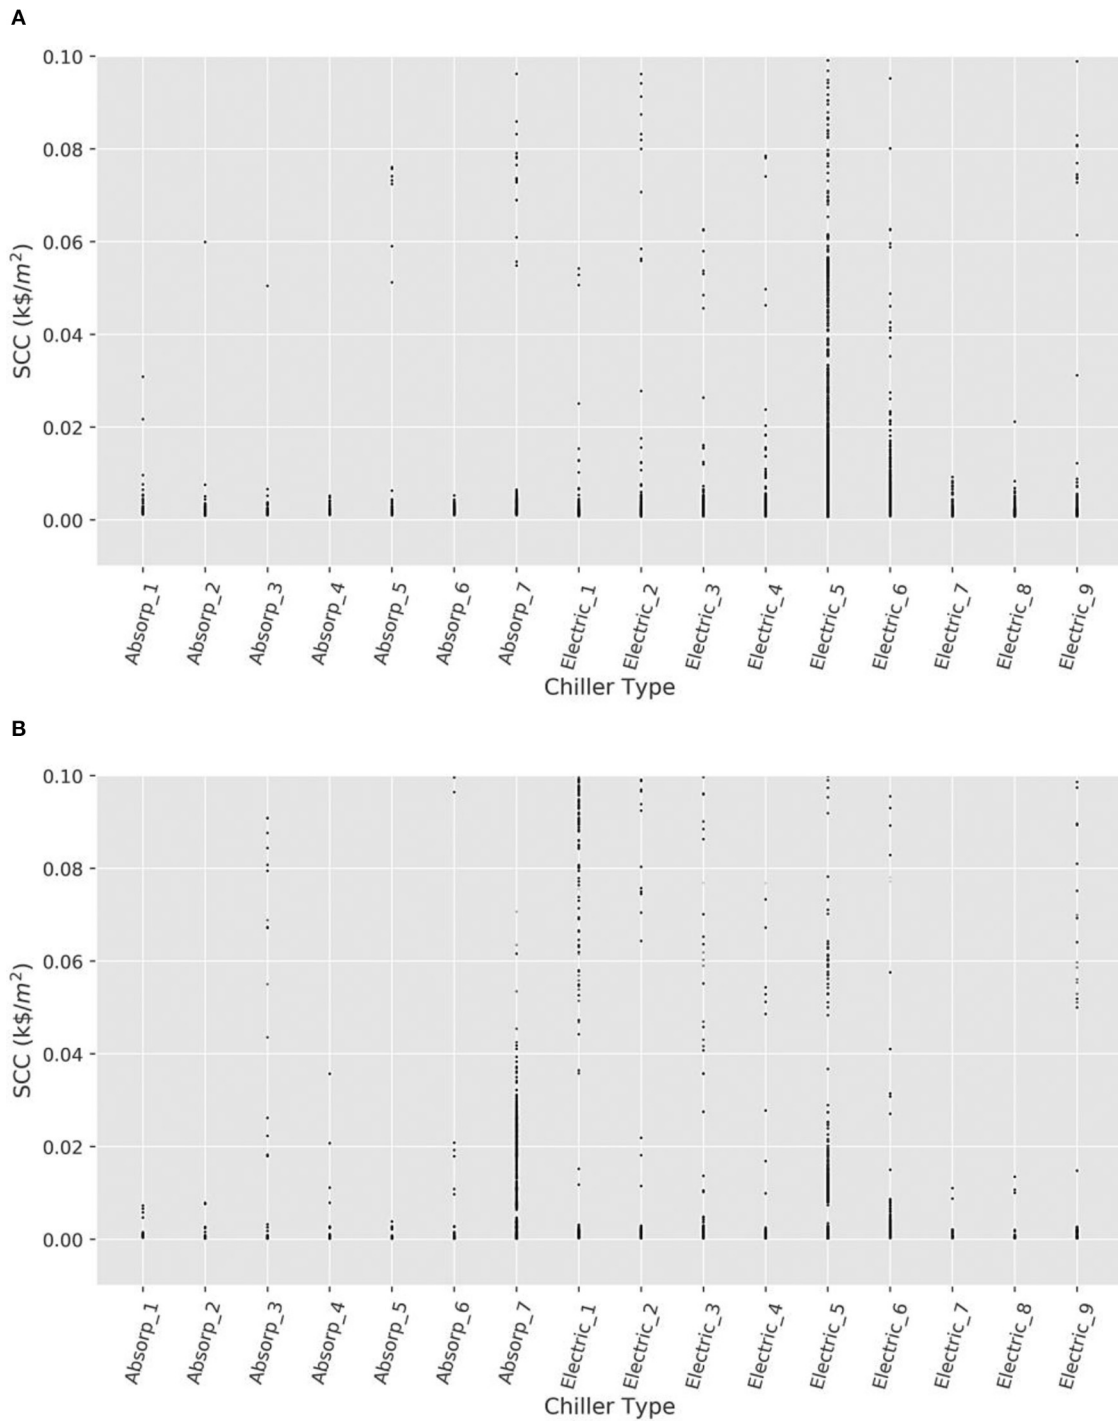 A
0.10
0.08
0.06
0.04
0.02
0.00
SCC (k$/m²)
Absorp_1
Absorp_2
Absorp_3
Absorp_4
Absorp_5
Absorp_6
Absorp_7
Electric_1
Electric_2
Electric_3
Electric_4
Electric_5
Electric_6
Electric_7
Electric_8
Electric_9
Chiller Type
B
0.10
0.08
0.06
0.04
0.02
0.00
SCC (k$/m²)
Absorp_1
Absorp_2
Absorp_3
Absorp_4
Absorp_5
Absorp_6
Absorp_7
Electric_1
Electric_2
Electric_3
Electric_4
Electric_5
Electric_6
Electric_7
Electric_8
Electric_9
Chiller Type